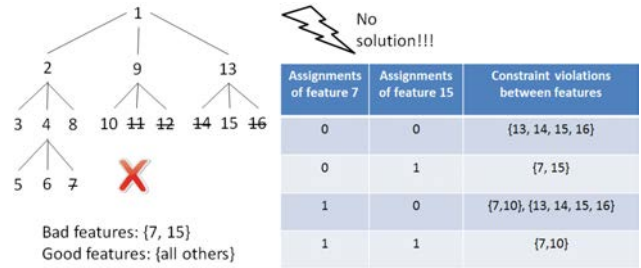 1
No
solution!!!
2 9 13
3 4 8 10 11 12 14 15 16
5 6 7
Bad features: {7, 15}
Good features: {all others}
Assignments of feature 7 Assignments of feature 15 Constraint violations between features
0 0 {13, 14, 15, 16}
0 1 {7, 15}
1 0 {7,10}, {13, 14, 15, 16}
1 1 {7,10}